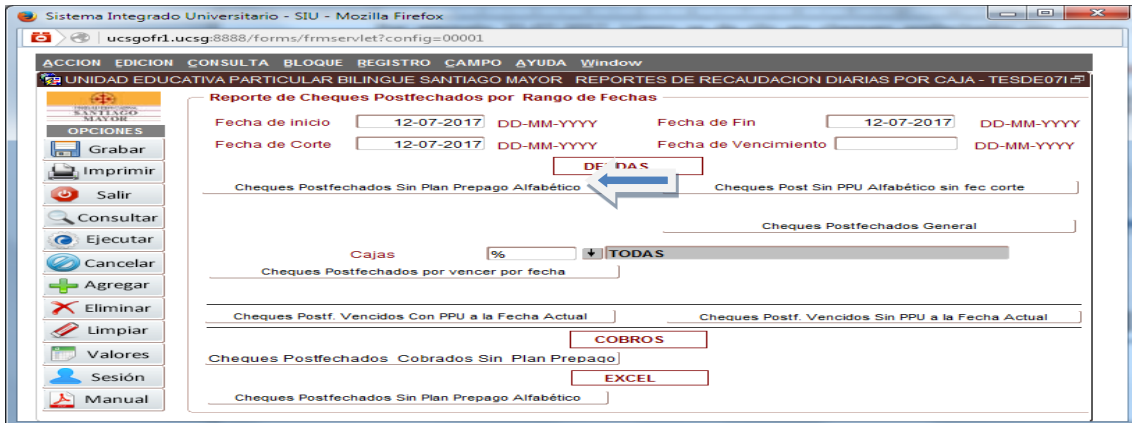 Sistema Integrado Universitario - SIU - Mozilla Firefox
ucsgofr1.ucsg:8888/forms/frmservlet?config=00001
ACCION EDICION CONSULTA BLOQUE REGISTRO CAMPO AYUDA Window
UNIDAD EDUCATIVA PARTICULAR BILINGUE SANTIAGO MAYOR REPORTES DE RECAUDACION DIARIAS POR CAJA - TESDE07I
SANTIAGO
MAYOR
OPCIONES
Grabar
Imprimir
Salir
Consultar
Ejecutar
Cancelar
Agregar
Eliminar
Limpiar
Valores
Sesión
Manual
Reporte de Cheques Postfechados por Rango de Fechas
Fecha de inicio 12-07-2017 DD-MM-YYYY Fecha de Fin 12-07-2017 DD-MM-YYYY
Fecha de Corte 12-07-2017 DD-MM-YYYY Fecha de Vencimiento DD-MM-YYYY
Cheques Postfechados Sin Plan Prepago Alfabético Cheques Post Sin PPU Alfabético sin fec corte
Cheques Postfechados General
Cajas % TODAS
Cheques Postfechados por vencer por fecha
Cheques Postf. Vencidos Con PPU a la Fecha Actual Cheques Postf. Vencidos Sin PPU a la Fecha Actual
COBROS
Cheques Postfechados Cobrados Sin Plan Prepago
EXCEL
Cheques Postfechados Sin Plan Prepago Alfabético